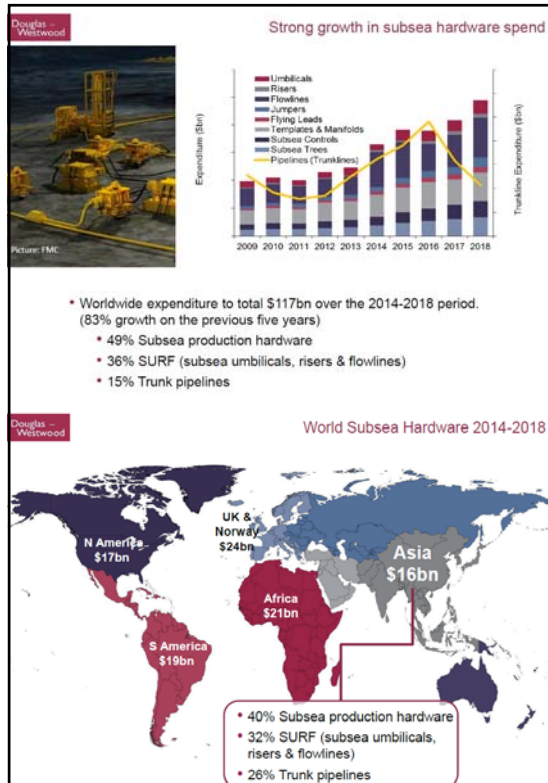 Douglas –
Westwood
Strong growth in subsea hardware spend
Picture: FMC
Expenditure ($bn)
Umbilicals
Risers
Flowlines
Jumpers
Flying Leads
Templates & Manifolds
Subsea Controls
Subsea Trees
Pipelines (Trunklines)
2009 2010 2011 2012 2013 2014 2015 2016 2017 2018
Trunkline Expenditure ($bn)
• Worldwide expenditure to total $117bn over the 2014-2018 period.
(83% growth on the previous five years)
• 49% Subsea production hardware
• 36% SURF (subsea umbilicals, risers & flowlines)
• 15% Trunk pipelines
Douglas –
Westwood
World Subsea Hardware 2014-2018
N America
$17bn
UK &
Norway
$24bn
Asia
$16bn
Africa
$21bn
S America
$19bn
• 40% Subsea production hardware
• 32% SURF (subsea umbilicals,
risers & flowlines)
• 26% Trunk pipelines